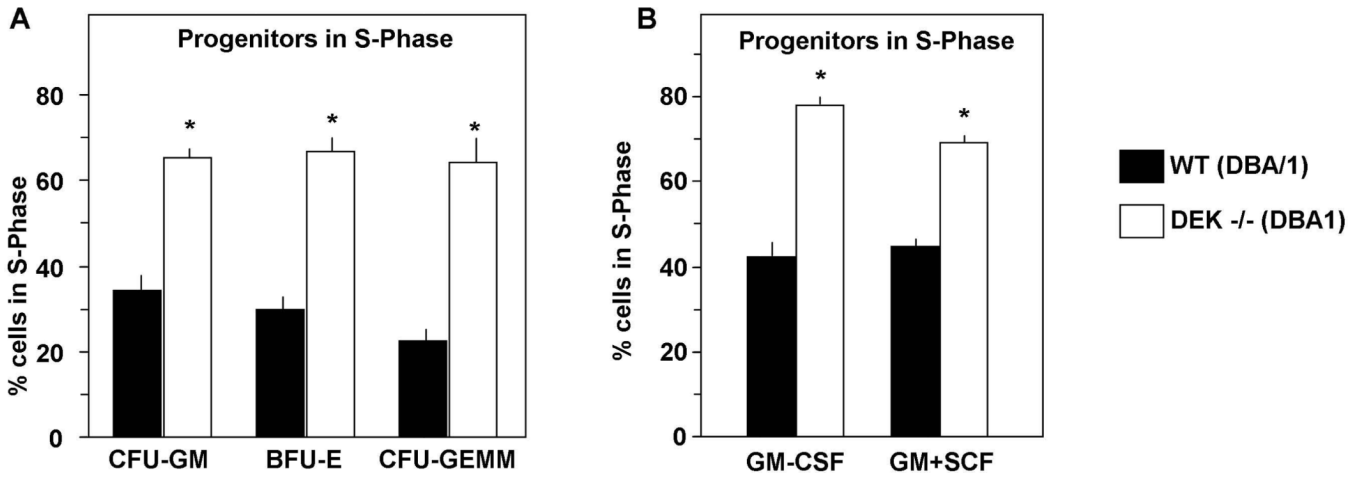 A
Progenitors in S-Phase
% cells in S-Phase
80
60
40
20
0
*
*
*
CFU-GM
BFU-E
CFU-GEMM
B
Progenitors in S-Phase
% cells in S-Phase
80
60
40
20
0
*
*
GM-CSF
GM+SCF
WT (DBA/1)
DEK -/- (DBA1)